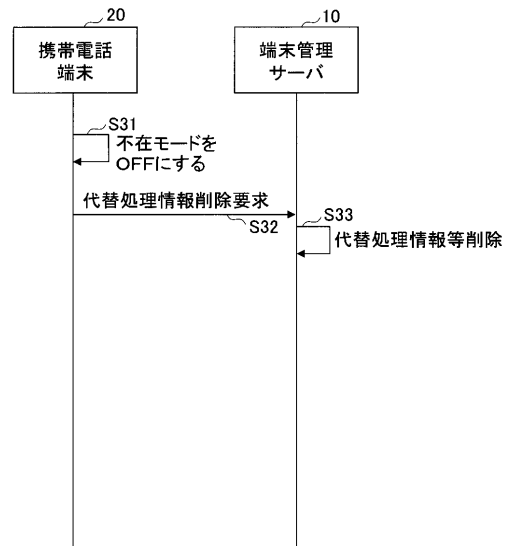 20
携帯電話
端末
10
端末管理
サーバ
S31
不在モードを
OFFにする
代替処理情報削除要求
S32
S33
代替処理情報等削除